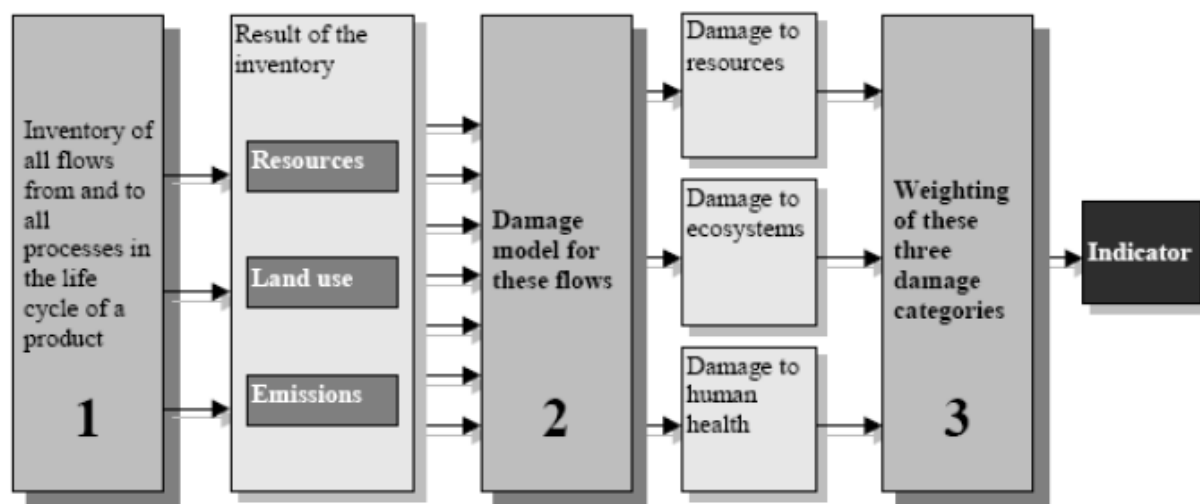 Inventory of
all flows
from and to
all
processes in
the life
cycle of a
product
1
Result of the
inventory
Resources
Land use
Emissions
Damage
model for
these flows
2
Damage to
resources
Damage to
ecosystems
Damage to
human
health
Weighting
of these
three
damage
categories
3
Indicator